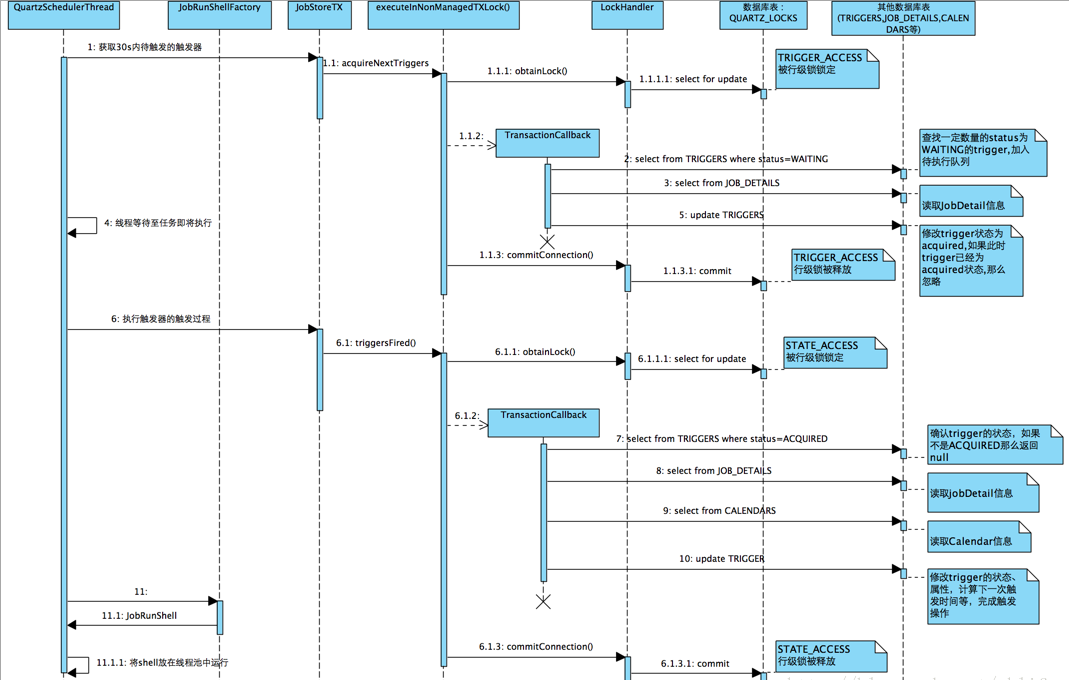 QuartzSchedulerThread
JobRunShellFactory
JobStoreTX
executeInNonManagedTXLock()
LockHandler
数据库表：
QUARTZ_LOCKS
其他数据库表
(TRIGGERS,JOB_DETAILS,CALEN
DARS等)
1: 获取30s内待触发的触发器
1.1: acquireNextTriggers
1.1.1: obtainLock()
1.1.1.1: select for update
TRIGGER_ACCESS
被行级锁锁定
1.1.2:
TransactionCallback
2: select from TRIGGERS where status=WAITING
查找一定数量的status为
WAITING的trigger,加入
待执行队列
3: select from JOB_DETAILS
读取JobDetail信息
4: 线程等待至任务即将执行
5: update TRIGGERS
修改trigger状态为
acquired,如果此时
trigger已经为
acquired状态,那么
忽略
1.1.3: commitConnection()
1.1.3.1: commit
TRIGGER_ACCESS
行级锁被释放
6: 执行触发器的触发过程
6.1: triggersFired()
6.1.1: obtainLock()
6.1.1.1: select for update
STATE_ACCESS
被行级锁锁定
6.1.2:
TransactionCallback
7: select from TRIGGERS where status=ACQUIRED
确认trigger的状态，如果
不是ACQUIRED那么返回
null
8: select from JOB_DETAILS
读取jobDetail信息
9: select from CALENDARS
读取Calendar信息
10: update TRIGGER
修改trigger的状态、
属性，计算下一次触
发时间等，完成触发
操作
11:
11.1: JobRunShell
11.1.1: 将shell放在线程池中运行
6.1.3: commitConnection()
6.1.3.1: commit
STATE_ACCESS
行级锁被释放